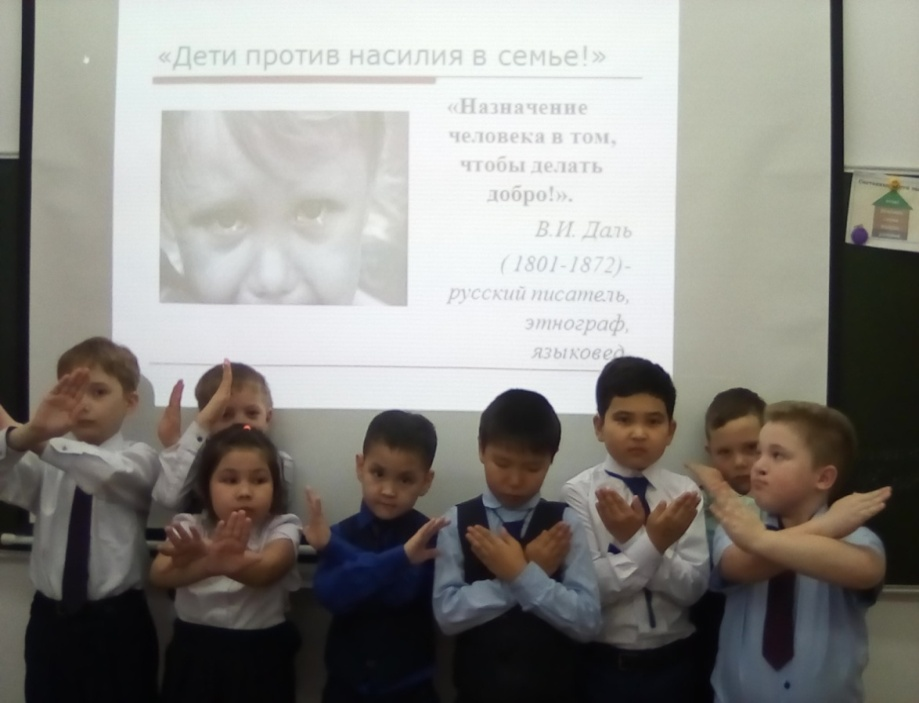 «Дети против насилия в семье!»
«Назначение
человека в том,
чтобы делать
добро!».
В.И. Даль
( 1801-1872)-
русский писатель,
этнограф,
языковед.